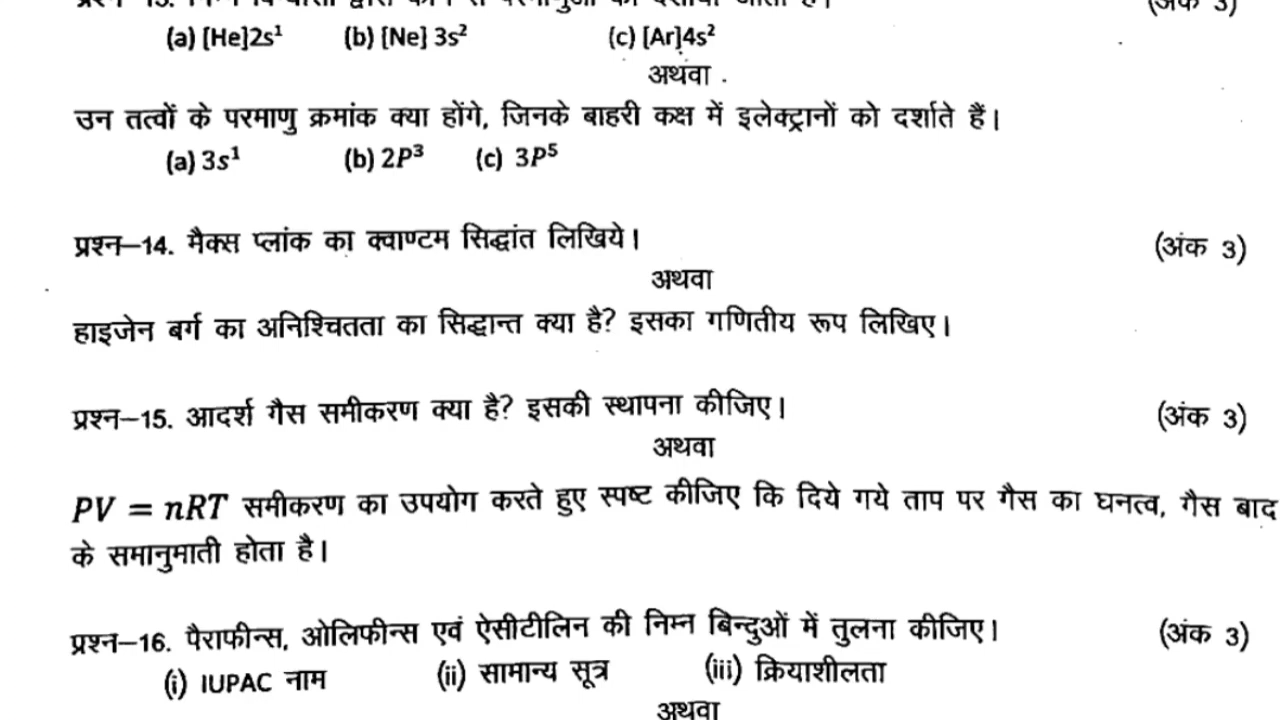 (अंक 3)
(a) [He]2s¹ (b) [Ne] 3s² (c) [Ar]4s²
अथवा .
उन तत्वों के परमाणु क्रमांक क्या होंगे, जिनके बाहरी कक्ष में इलेक्ट्रानों को दर्शाते हैं।
(a) 3s¹ (b) 2P³ (c) 3P⁵
प्रश्न–14. मैक्स प्लांक का क्वाण्टम सिद्धांत लिखिये। (अंक 3)
अथवा
हाइजेन बर्ग का अनिश्चितता का सिद्धान्त क्या है? इसका गणितीय रूप लिखिए।
प्रश्न–15. आदर्श गैस समीकरण क्या है? इसकी स्थापना कीजिए। (अंक 3)
अथवा
PV = nRT समीकरण का उपयोग करते हुए स्पष्ट कीजिए कि दिये गये ताप पर गैस का घनत्व, गैस बाद
के समानुमाती होता है।
प्रश्न–16. पैराफीन्स, ओलिफीन्स एवं ऐसीटीलिन की निम्न बिन्दुओं में तुलना कीजिए। (अंक 3)
(i) IUPAC नाम (ii) सामान्य सूत्र (iii) क्रियाशीलता
अथवा